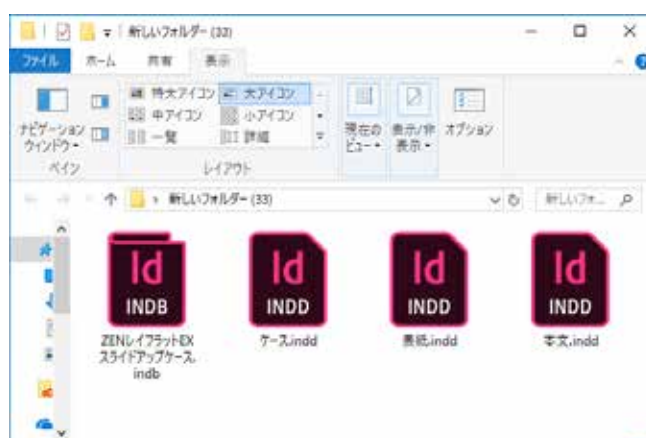 新しいフォルダー (33)
ファイル ホーム 共有 表示
特大アイコン 大アイコン
中アイコン 小アイコン
一覧 詳細
ナビゲーション
ウィンドウ
現在の
ビュー
表示/非
表示
オプション
ペイン レイアウト
新しいフォルダー (33)
新しいフォ...
Id Id Id Id
INDB INDD INDD INDD
ZENレイフラットEX
スライドアップケース.
indb
ケース.indd
表紙.indd
本文.indd